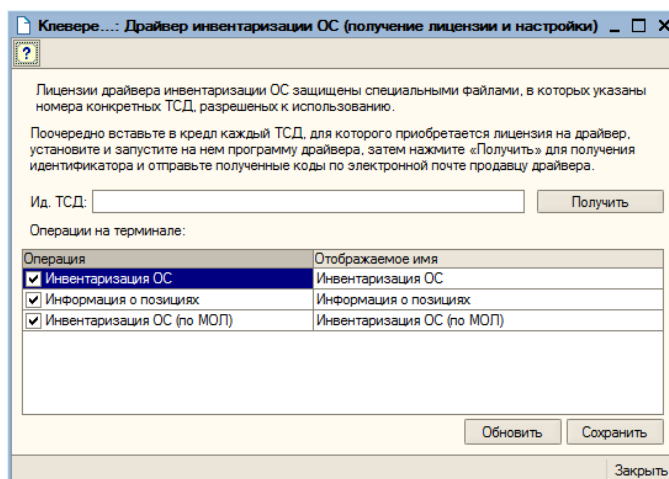 Клевере...: Драйвер инвентаризации ОС (получение лицензии и настройки)
?
Лицензии драйвера инвентаризации ОС защищены специальными файлами, в которых указаны
номера конкретных ТСД, разрешеных к использованию.
Поочередно вставьте в кредл каждый ТСД, для которого приобретается лицензия на драйвер,
установите и запустите на нем программу драйвера, затем нажмите «Получить» для получения
идентификатора и отправьте полученные коды по электронной почте продавцу драйвера.
Ид. ТСД:
Получить
Операции на терминале:
Операция Отображаемое имя
Инвентаризация ОС Инвентаризация ОС
Информация о позициях Информация о позициях
Инвентаризация ОС (по МОЛ) Инвентаризация ОС (по МОЛ)
Обновить Сохранить
Закрыть